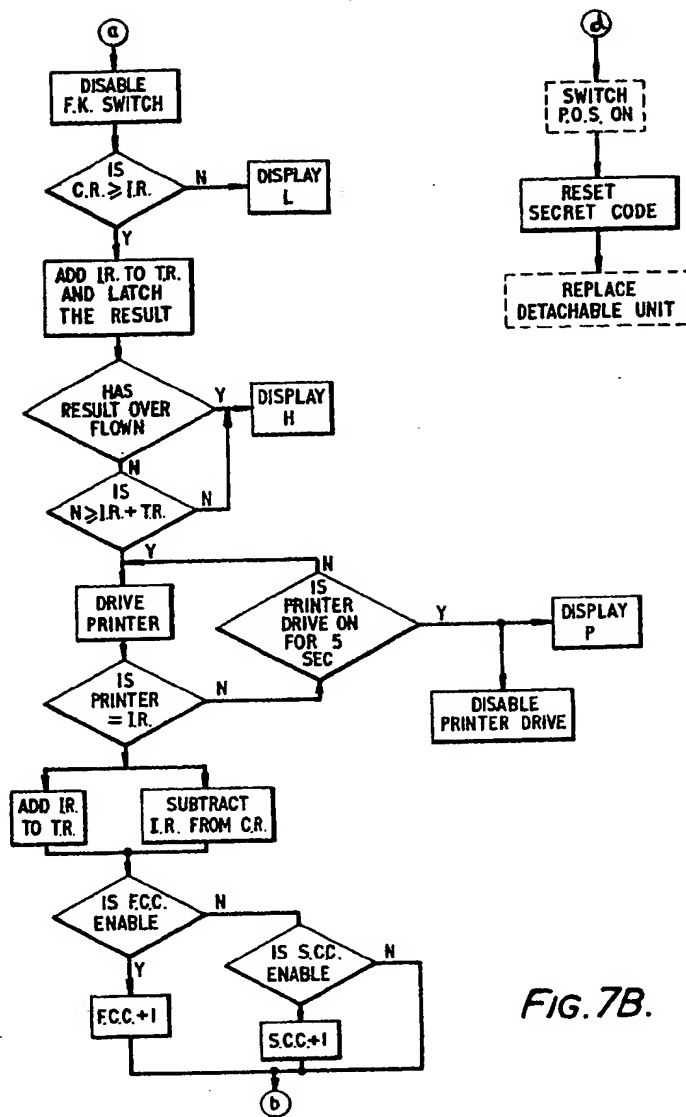 a
DISABLE
F.K. SWITCH
IS
C.R. ⩾ I.R.
N
DISPLAY
L
Y
ADD I.R. TO T.R.
AND LATCH
THE RESULT
HAS
RESULT OVER
FLOWN
Y
DISPLAY
H
N
IS
N ⩾ I.R. + T.R.
N
Y
DRIVE
PRINTER
N
IS
PRINTER
DRIVE ON
FOR 5
SEC
Y
DISPLAY
P
DISABLE
PRINTER DRIVE
IS
PRINTER
= I.R.
N
ADD I.R.
TO T.R.
SUBTRACT
I.R. FROM C.R.
IS F.C.C.
ENABLE
N
Y
F.C.C.+1
IS S.C.C.
ENABLE
N
S.C.C.+1
b
d
SWITCH
P.O.S. ON
RESET
SECRET CODE
REPLACE
DETACHABLE UNIT
FIG. 7B.